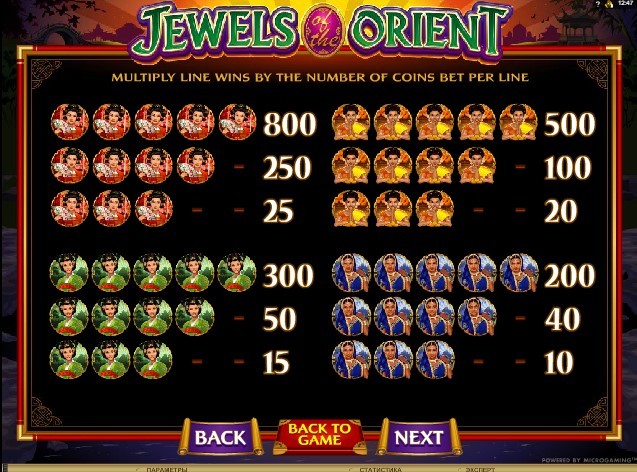 ? 12:47
JEWELS of the ORIENT
MULTIPLY LINE WINS BY THE NUMBER OF COINS BET PER LINE
800 500
250 100
25 20
300 200
50 40
15 10
BACK BACK TO GAME NEXT
POWERED BY MICROGAMING™
ПАРАМЕТРЫ СТАТИСТИКА ЭКСПЕРТ